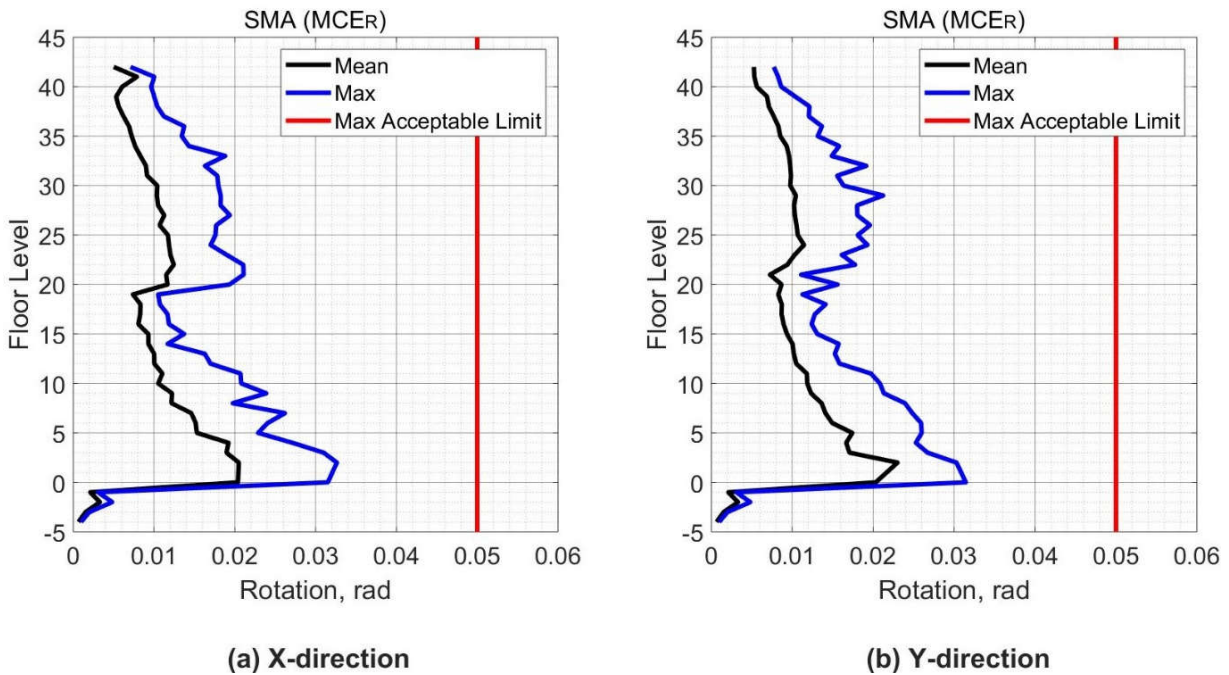 SMA (MCER)
45
40
35
30
25
20
15
10
5
0
-5
Floor Level
Mean
Max
Max Acceptable Limit
0 0.01 0.02 0.03 0.04 0.05 0.06
Rotation, rad
(a) X-direction
SMA (MCER)
45
40
35
30
25
20
15
10
5
0
-5
Floor Level
Mean
Max
Max Acceptable Limit
0 0.01 0.02 0.03 0.04 0.05 0.06
Rotation, rad
(b) Y-direction